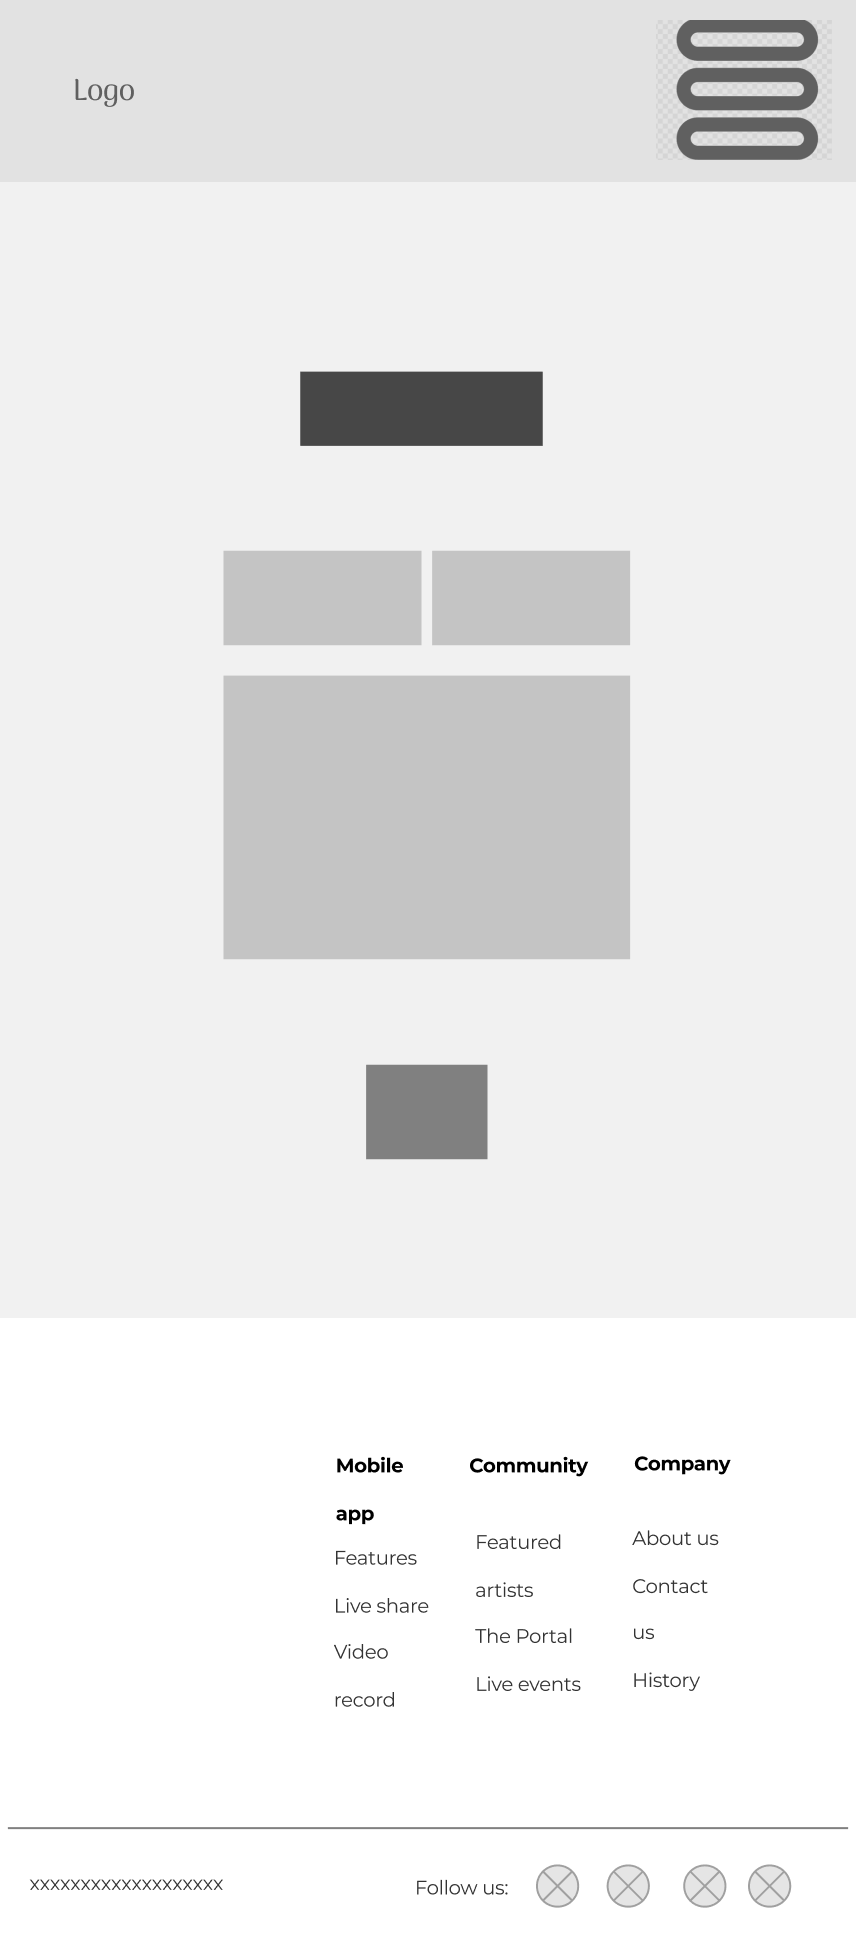 Logo
Mobile
app
Features
Live share
Video
record
Community
Featured
artists
The Portal
Live events
Company
About us
Contact
us
History
xxxxxxxxxxxxxxxxxxx
Follow us: